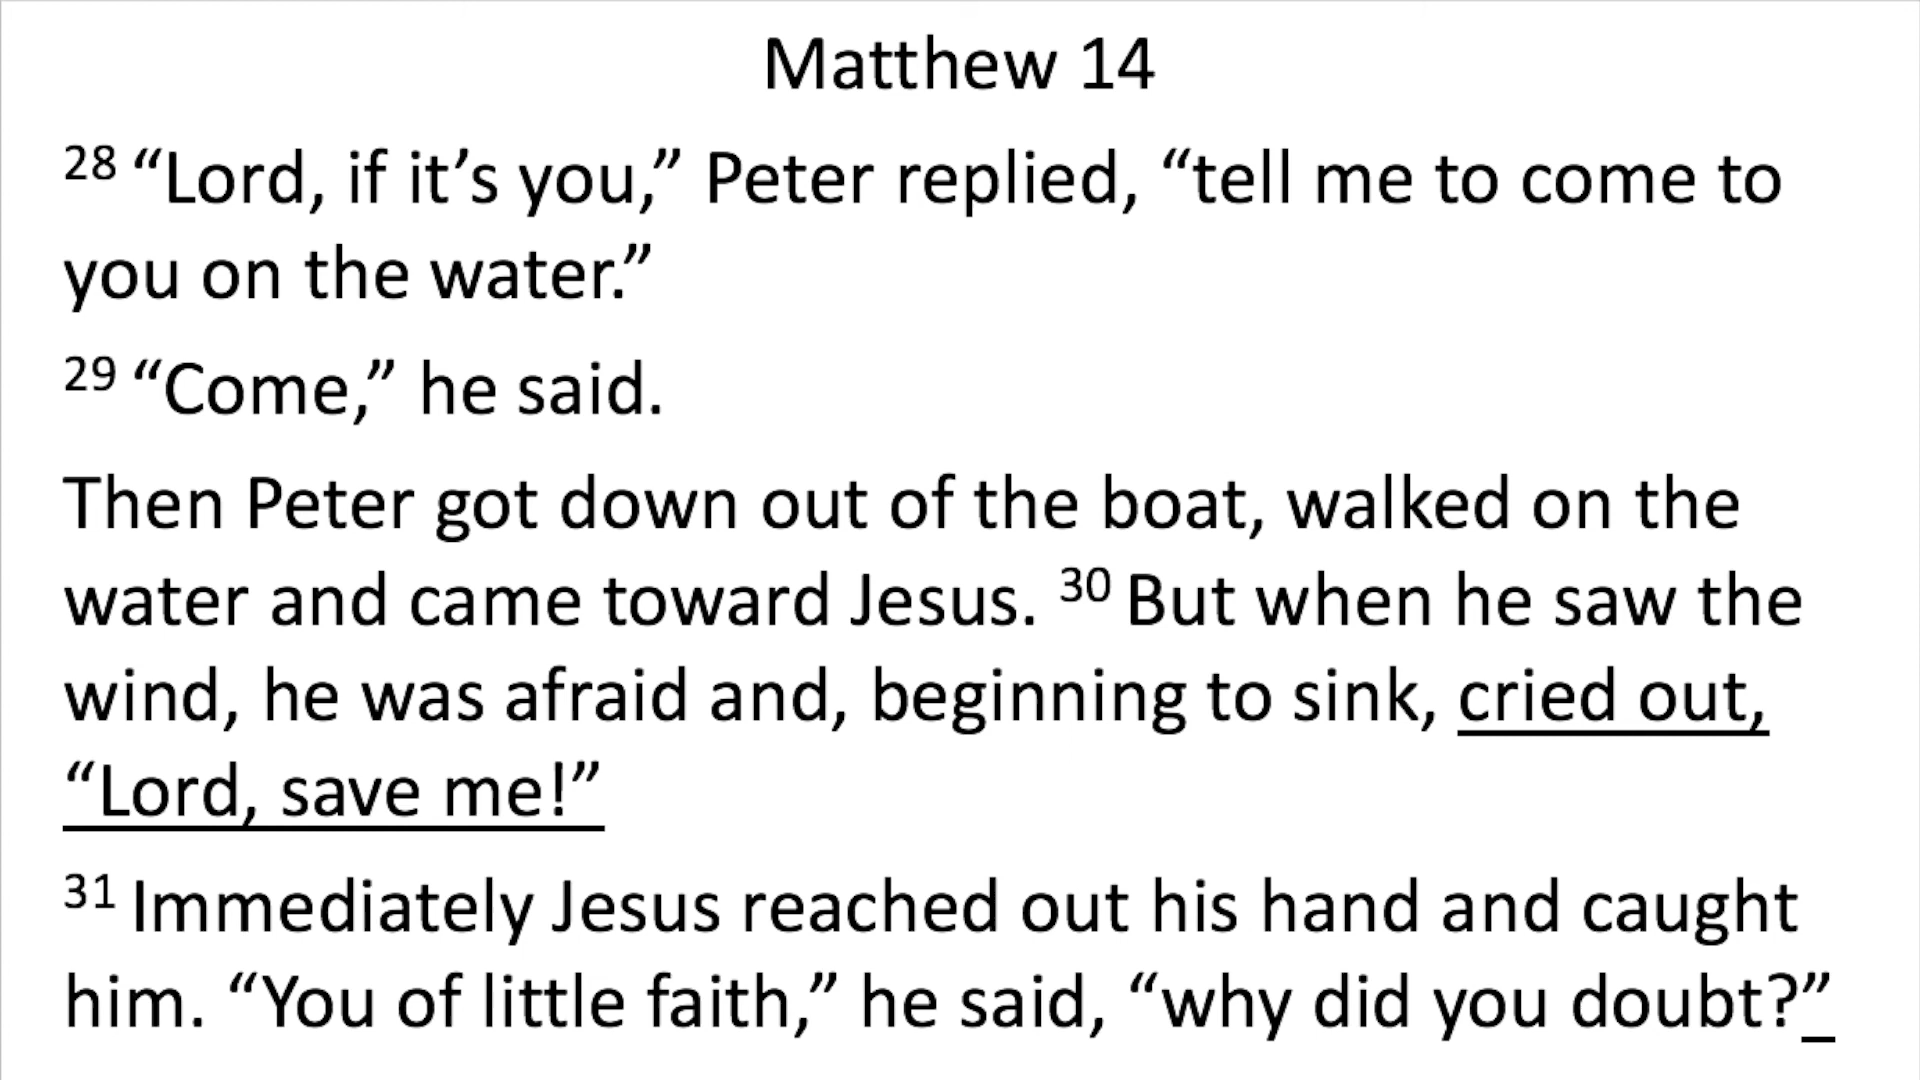 Matthew 14
28 “Lord, if it’s you,” Peter replied, “tell me to come to
you on the water.”
29 “Come,” he said.
Then Peter got down out of the boat, walked on the
water and came toward Jesus. 30 But when he saw the
wind, he was afraid and, beginning to sink, cried out,
“Lord, save me!”
31 Immediately Jesus reached out his hand and caught
him. “You of little faith,” he said, “why did you doubt?”